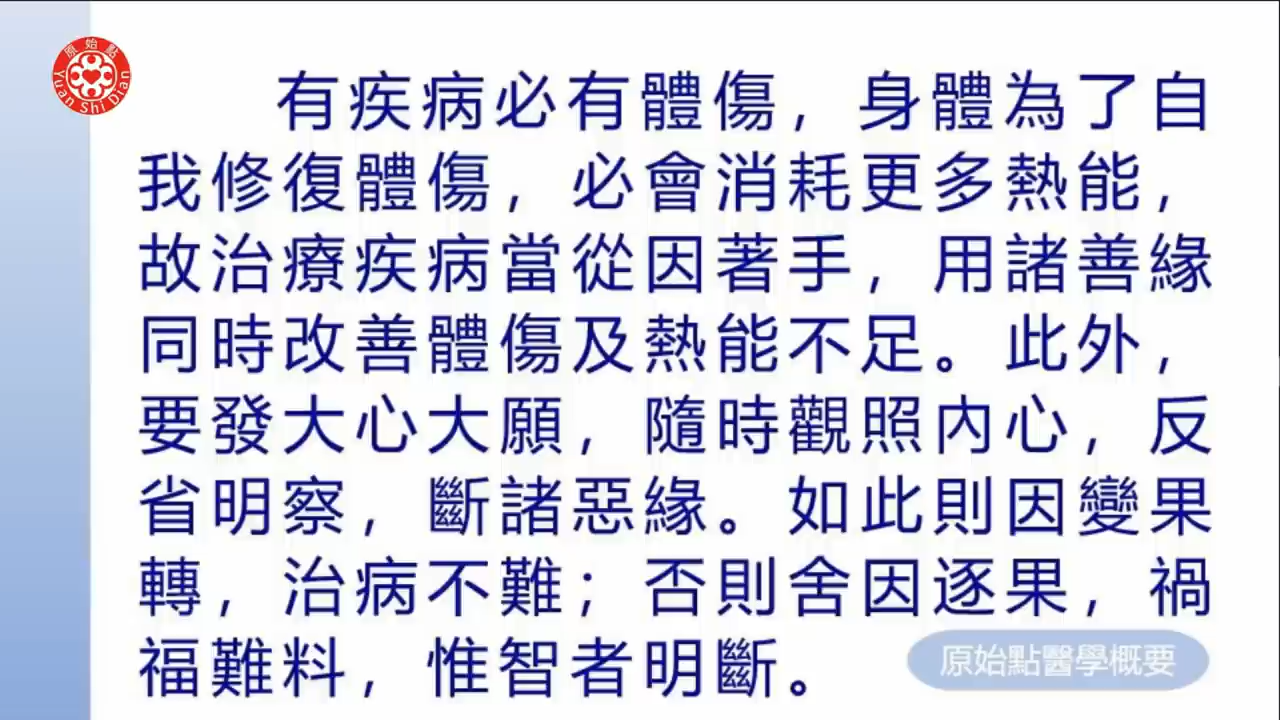 原始點
Yuan Shi Dian
有疾病必有體傷，身體為了自
我修復體傷，必會消耗更多熱能，
故治療疾病當從因著手，用諸善緣
同時改善體傷及熱能不足。此外，
要發大心大願，隨時觀照內心，反
省明察，斷諸惡緣。如此則因變果
轉，治病不難；否則舍因逐果，禍
福難料，惟智者明斷。
原始點醫學概要